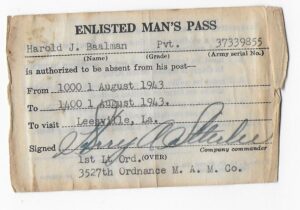 ENLISTED MAN'S PASS
Harold J. Baalman Pvt. 37339855
(Name) (Grade) (Army serial No.)
is authorized to be absent from his post—
From 1000 1 August 1943
To 1400 1 August 1943.
To visit Leesville, La.
Signed
Company commander
1st Lt Ord. (OVER)
3527th Ordnance M. A. M. Co.